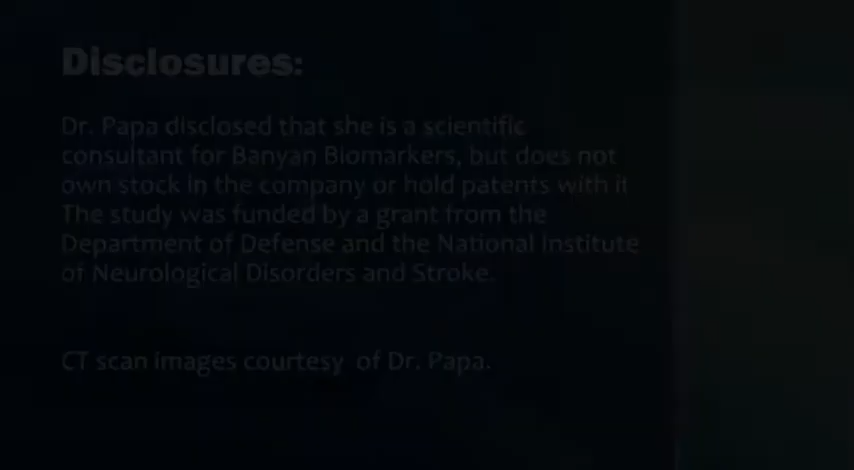 Disclosures:
Dr. Papa disclosed that she is a scientific
consultant for Banyan Biomarkers, but does not
own stock in the company or hold patents with it
The study was funded by a grant from the
Department of Defense and the National Institute
of Neurological Disorders and Stroke.
CT scan images courtesy of Dr. Papa.